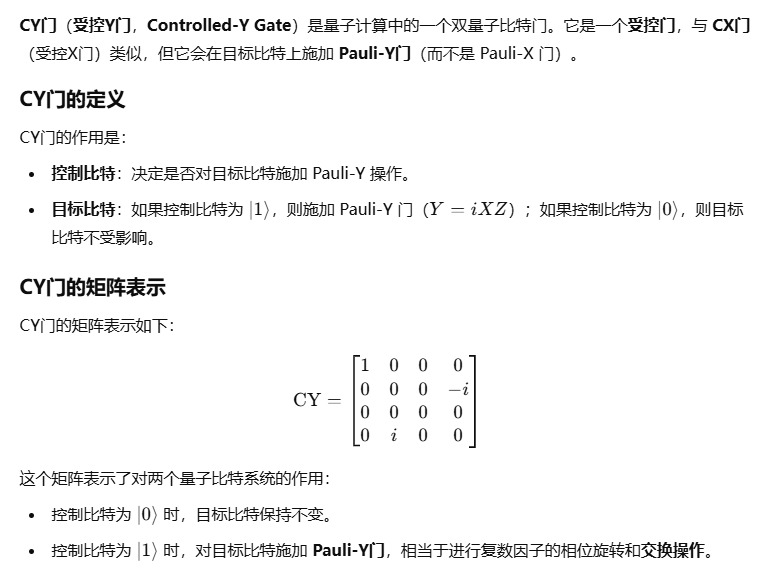 CY门（受控Y门，Controlled-Y Gate）是量子计算中的一个双量子比特门。它是一个受控门，与 CX门
（受控X门）类似，但它会在目标比特上施加 Pauli-Y门（而不是 Pauli-X 门）。
CY门的定义
CY门的作用是：
• 控制比特：决定是否对目标比特施加 Pauli-Y 操作。
• 目标比特：如果控制比特为 |1⟩，则施加 Pauli-Y 门（Y = iXZ）；如果控制比特为 |0⟩，则目标
比特不受影响。
CY门的矩阵表示
CY门的矩阵表示如下：
CY = 
[1 0 0 0
0 0 0 −i
0 0 0 0
0 i 0 0]
这个矩阵表示了对两个量子比特系统的作用：
• 控制比特为 |0⟩ 时，目标比特保持不变。
• 控制比特为 |1⟩ 时，对目标比特施加 Pauli-Y门，相当于进行复数因子的相位旋转和交换操作。